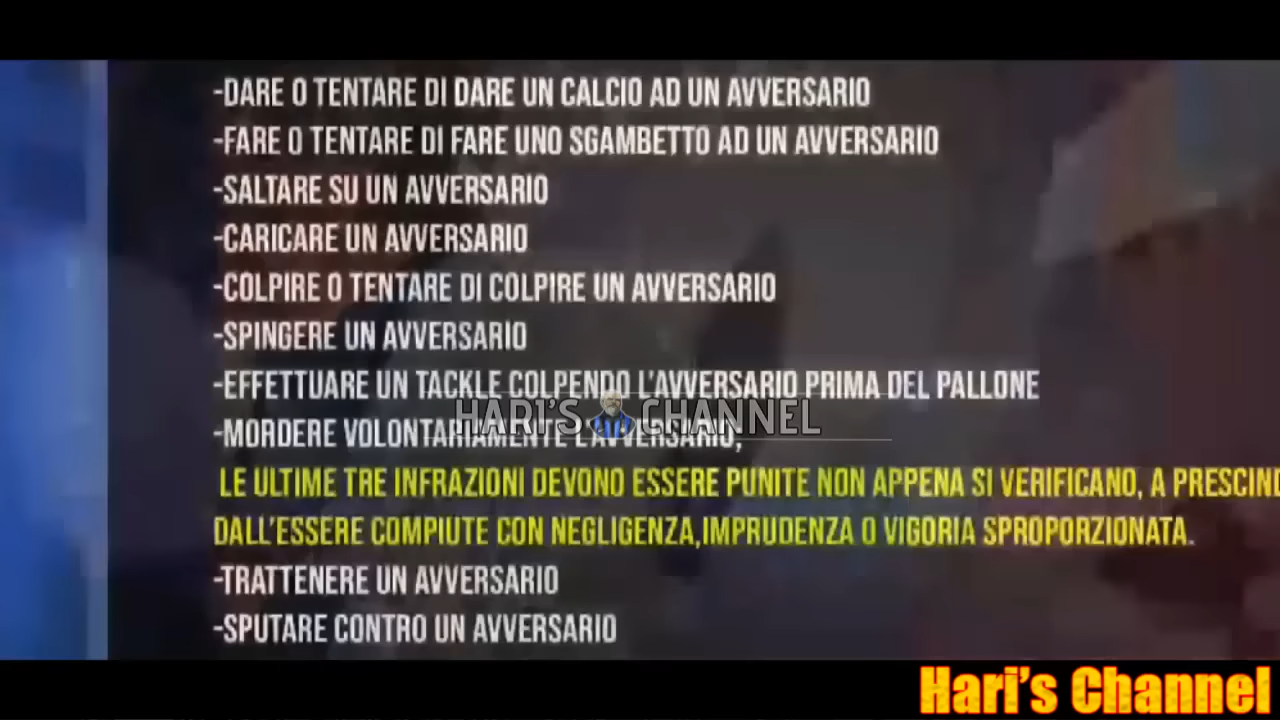 -DARE O TENTARE DI DARE UN CALCIO AD UN AVVERSARIO
-FARE O TENTARE DI FARE UNO SGAMBETTO AD UN AVVERSARIO
-SALTARE SU UN AVVERSARIO
-CARICARE UN AVVERSARIO
-COLPIRE O TENTARE DI COLPIRE UN AVVERSARIO
-SPINGERE UN AVVERSARIO
-EFFETTUARE UN TACKLE COLPENDO L'AVVERSARIO PRIMA DEL PALLONE
HARI'S CHANNEL
-MORDERE VOLONTARIAMENTE L'AVVERSARIO,
LE ULTIME TRE INFRAZIONI DEVONO ESSERE PUNITE NON APPENA SI VERIFICANO, A PRESCIND
DALL'ESSERE COMPIUTE CON NEGLIGENZA,IMPRUDENZA O VIGORIA SPROPORZIONATA.
-TRATTENERE UN AVVERSARIO
-SPUTARE CONTRO UN AVVERSARIO
Hari's Channel